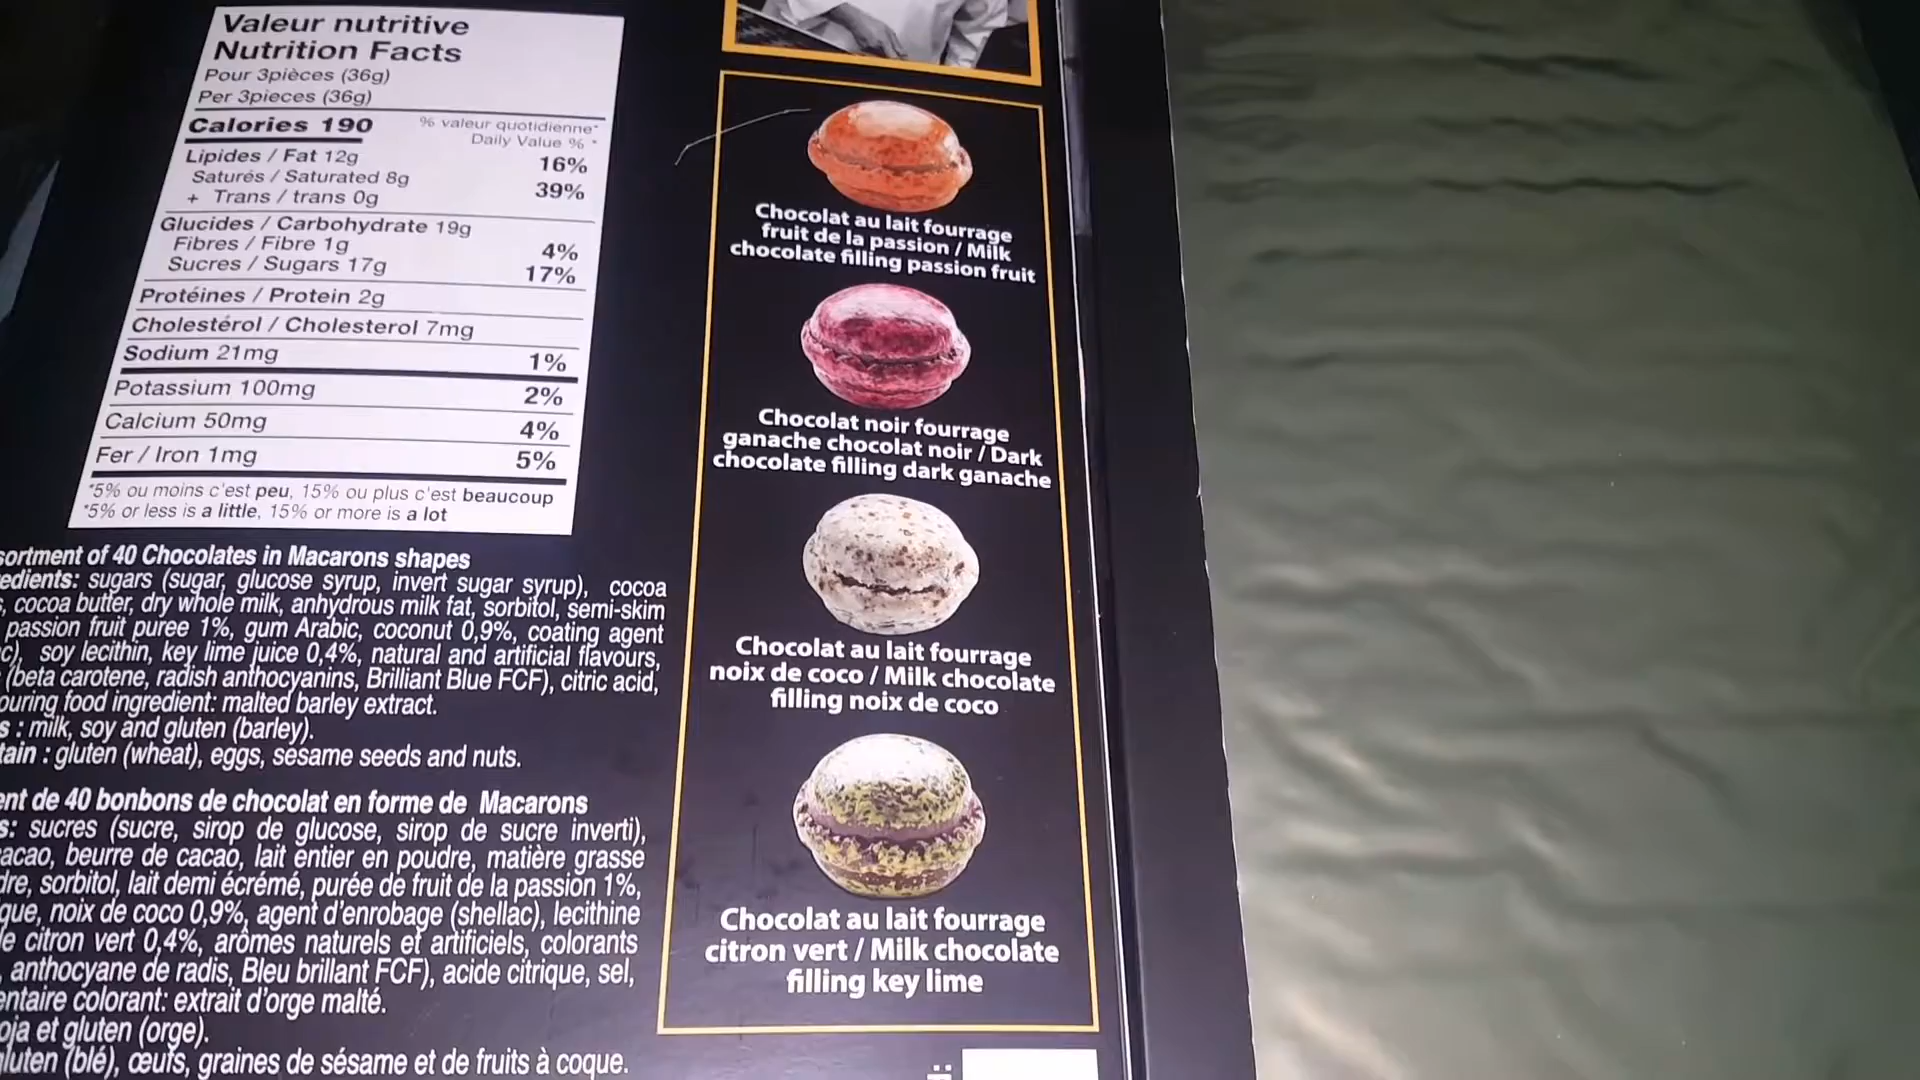 Valeur nutritive
Nutrition Facts
Pour 3pièces (36g)
Per 3pieces (36g)
Calories 190
% valeur quotidienne*
Daily Value % *
Lipides / Fat 12g 16%
Saturés / Saturated 8g
+ Trans / trans 0g 39%
Glucides / Carbohydrate 19g
Fibres / Fibre 1g 4%
Sucres / Sugars 17g 17%
Protéines / Protein 2g
Cholestérol / Cholesterol 7mg
Sodium 21mg 1%
Potassium 100mg 2%
Calcium 50mg 4%
Fer / Iron 1mg 5%
*5% ou moins c'est peu, 15% ou plus c'est beaucoup
*5% or less is a little, 15% or more is a lot
of 40 Chocolates in Macarons shapes
sugars (sugar, glucose syrup, invert sugar syrup), cocoa
cocoa butter, dry whole milk, anhydrous milk fat, sorbitol, semi-skim
passion fruit puree 1%, gum Arabic, coconut 0,9%, coating agent
soy lecithin, key lime juice 0,4%, natural and artificial flavours,
(beta carotene, radish anthocyanins, Brilliant Blue FCF), citric acid,
food ingredient: malted barley extract.
: milk, soy and gluten (barley).
: gluten (wheat), eggs, sesame seeds and nuts.
de 40 bonbons de chocolat en forme de Macarons
sucres (sucre, sirop de glucose, sirop de sucre inverti),
beurre de cacao, lait entier en poudre, matière grasse
sorbitol, lait demi écrémé, purée de fruit de la passion 1%,
noix de coco 0,9%, agent d'enrobage (shellac), lecithine
citron vert 0,4%, arômes naturels et artificiels, colorants
anthocyane de radis, Bleu brillant FCF), acide citrique, sel,
colorant: extrait d'orge malté.
et gluten (orge).
(blé), œufs, graines de sésame et de fruits à coque.
Chocolat au lait fourrage
fruit de la passion / Milk
chocolate filling passion fruit
Chocolat noir fourrage
ganache chocolat noir / Dark
chocolate filling dark ganache
Chocolat au lait fourrage
noix de coco / Milk chocolate
filling noix de coco
Chocolat au lait fourrage
citron vert / Milk chocolate
filling key lime